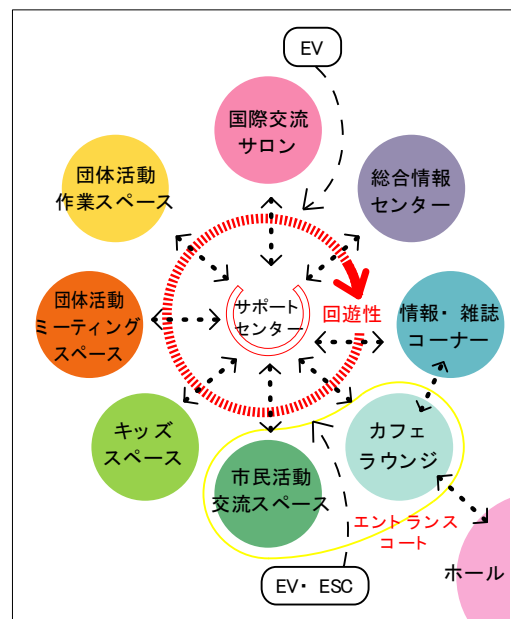 EV
国際交流
サロン
団体活動
作業スペース
総合情報
センター
団体活動
ミーティング
スペース
サポート
センター
回遊性
情報・雑誌
コーナー
キッズ
スペース
カフェ
ラウンジ
市民活動
交流スペース
エントランス
コート
ホール
EV・ESC